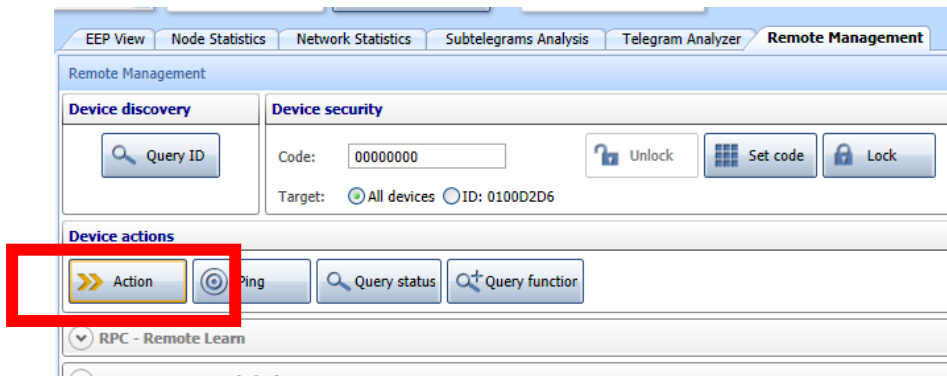 EEP View Node Statistics Network Statistics Subtelegrams Analysis Telegram Analyzer Remote Management
Remote Management
Device discovery Device security
Query ID
Code: 00000000 Unlock Set code Lock
Target: All devices ID: 0100D2D6
Device actions
Action Ping Query status Query function
RPC - Remote Learn